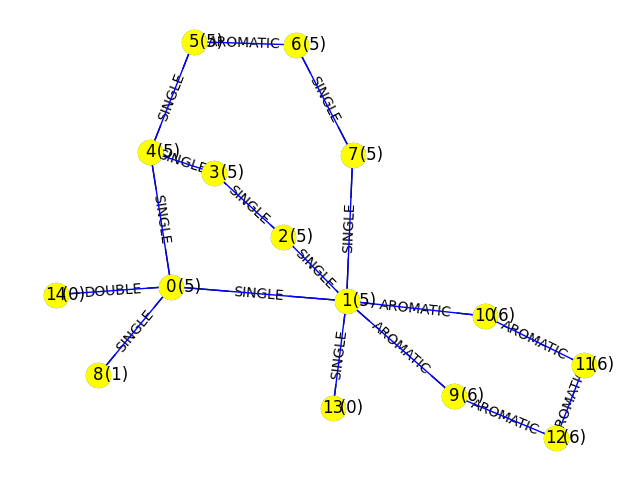 5(5)
AROMATIC
6(5)
SINGLE
SINGLE
4(5)
SINGLE
3(5)
7(5)
SINGLE
SINGLE
SINGLE
2(5)
SINGLE
SINGLE
14(0)
DOUBLE
0(5)
SINGLE
1(5)
AROMATIC
10(6)
AROMATIC
SINGLE
SINGLE
AROMATIC
11(6)
8(1)
AROMATIC
9(6)
13(0)
AROMATIC
12(6)